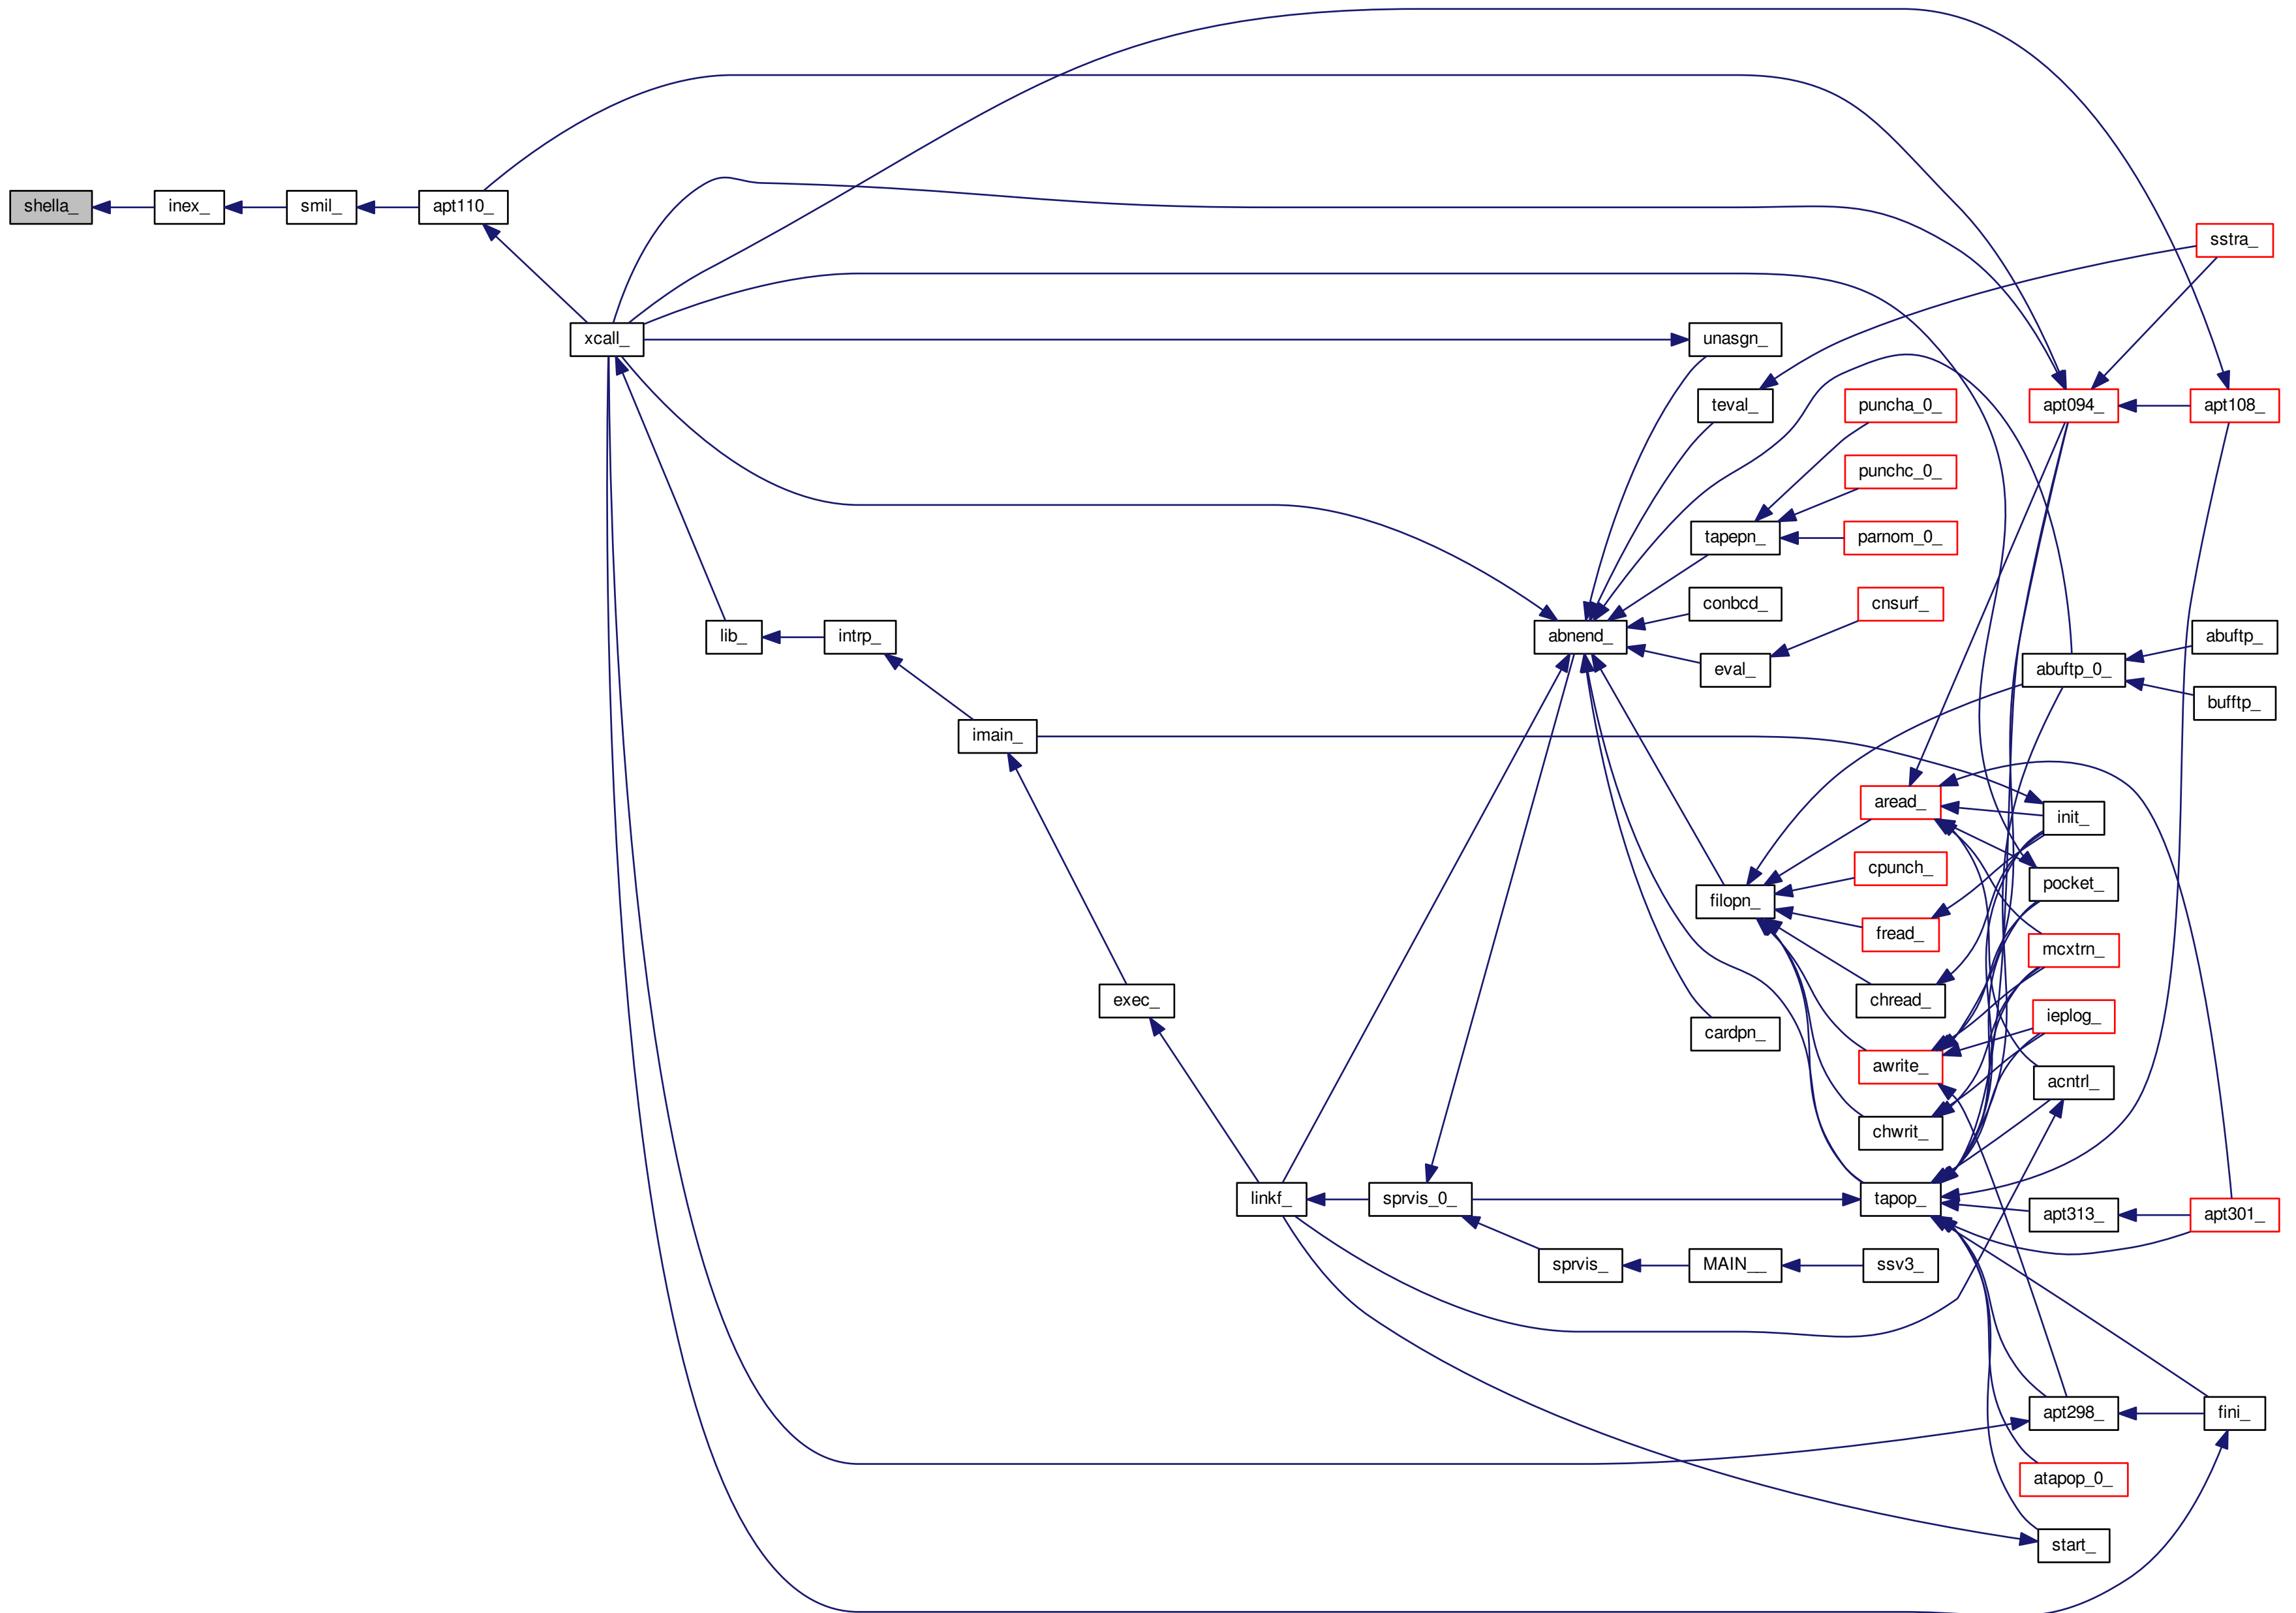 shella_
inex_
smil_
apt110_
sstra_
xcall_
unasgn_
teval_
puncha_0_
apt094_
apt108_
punchc_0_
tapepn_
parnom_0_
conbcd_
cnsurf_
lib_
intrp_
abnend_
eval_
abuftp_0_
abuftp_
bufftp_
imain_
aread_
init_
cpunch_
pocket_
filopn_
fread_
mcxtrn_
exec_
chread_
cardpn_
ieplog_
awrite_
acntrl_
chwrit_
linkf_
sprvis_0_
tapop_
apt313_
apt301_
sprvis_
MAIN__
ssv3_
apt298_
fini_
atapop_0_
start_